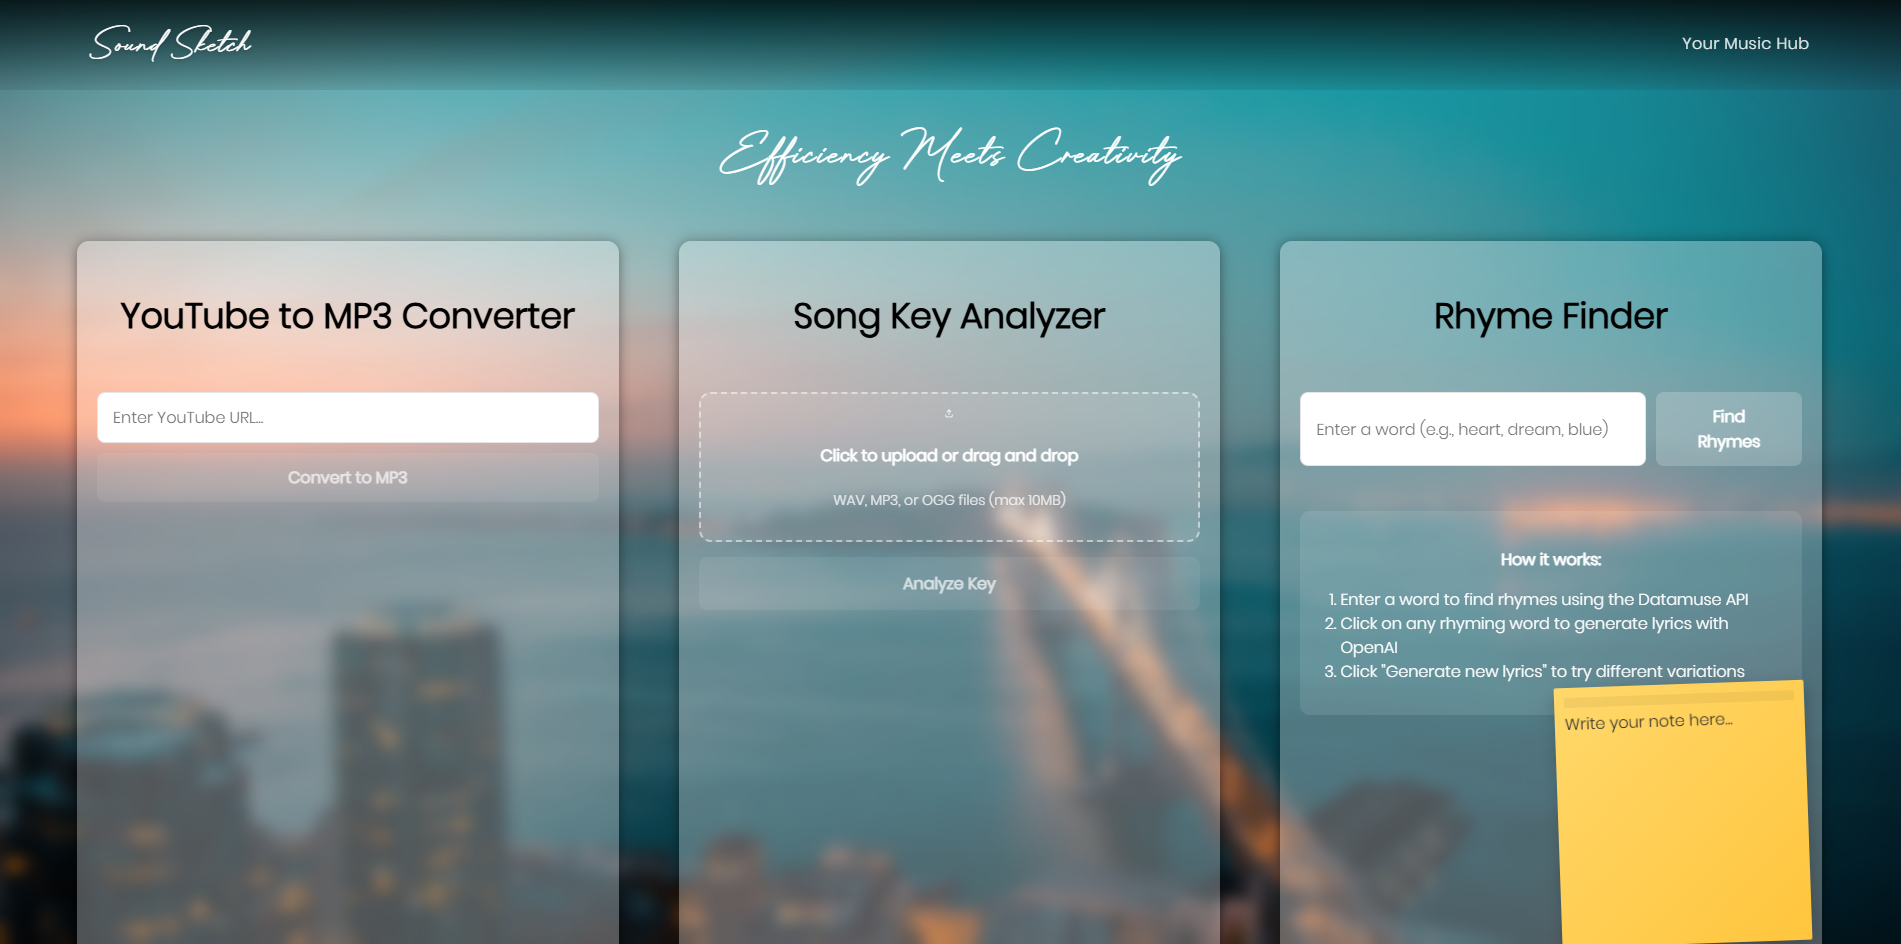 Sound Sketch
Your Music Hub
Efficiency Meets Creativity
YouTube to MP3 Converter
Enter YouTube URL...
Convert to MP3
Song Key Analyzer
Click to upload or drag and drop
WAV, MP3, or OGG files (max 10MB)
Analyze Key
Rhyme Finder
Enter a word (e.g., heart, dream, blue)
Find
Rhymes
How it works:
1. Enter a word to find rhymes using the Datamuse API
2. Click on any rhyming word to generate lyrics with
OpenAI
3. Click "Generate new lyrics" to try different variations
Write your note here...